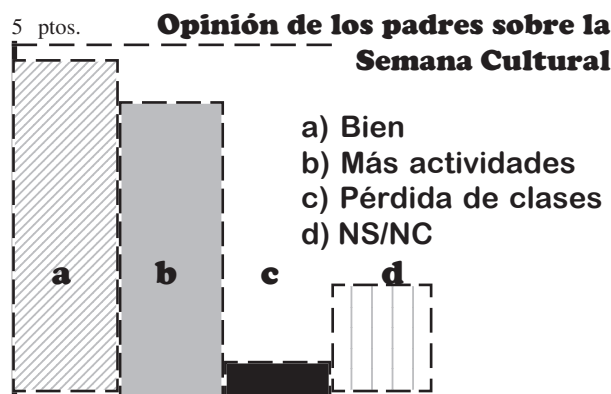 5 ptos.
Opinión de los padres sobre la
Semana Cultural
a) Bien
b) Más actividades
c) Pérdida de clases
d) NS/NC
a b c d